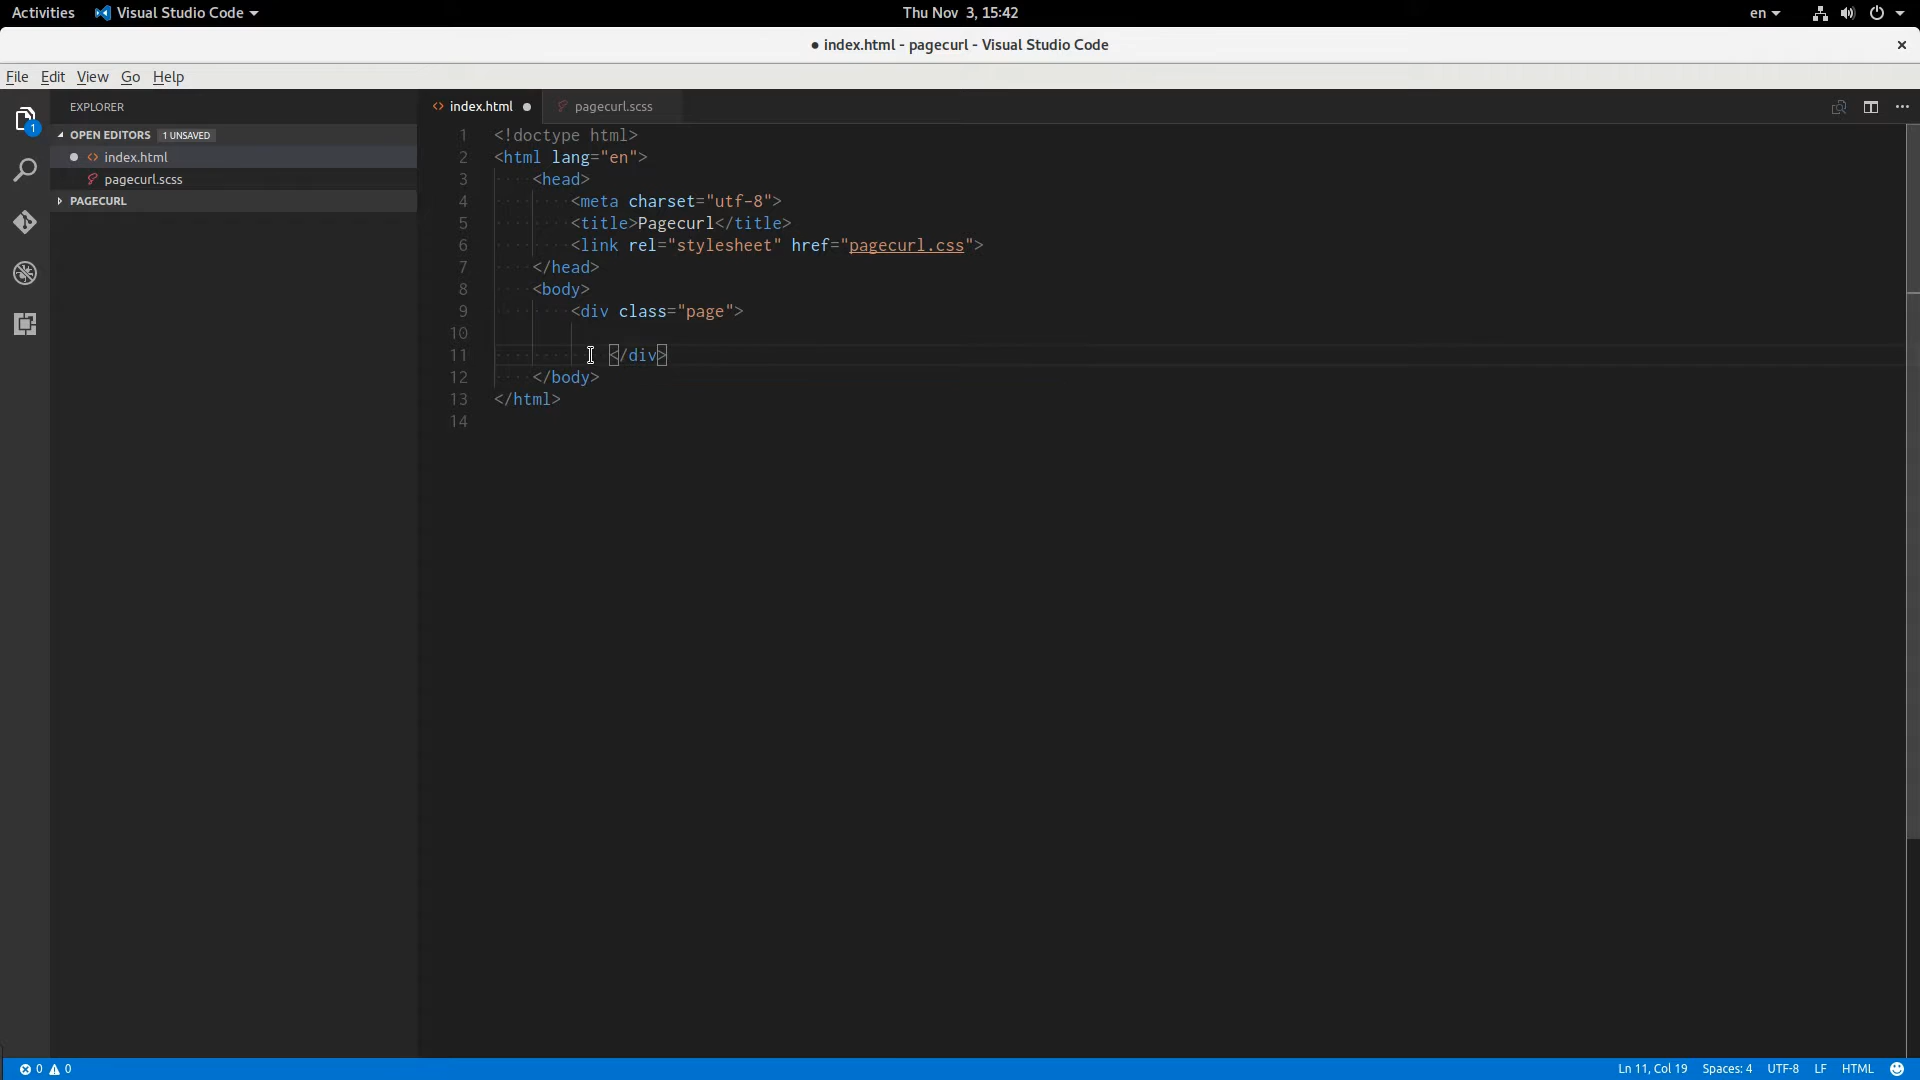 Activities Visual Studio Code Thu Nov 3, 15:42 en
● index.html - pagecurl - Visual Studio Code ×
File Edit View Go Help
EXPLORER
OPEN EDITORS 1 UNSAVED
index.html
pagecurl.scss
PAGECURL
1
index.html pagecurl.scss
1 <!doctype html>
2 <html lang="en">
3 <head>
4 <meta charset="utf-8">
5 <title>Pagecurl</title>
6 <link rel="stylesheet" href="pagecurl.css">
7 </head>
8 <body>
9 <div class="page">
10
11 </div>
12 </body>
13 </html>
14
0 0 Ln 11, Col 19 Spaces: 4 UTF-8 LF HTML